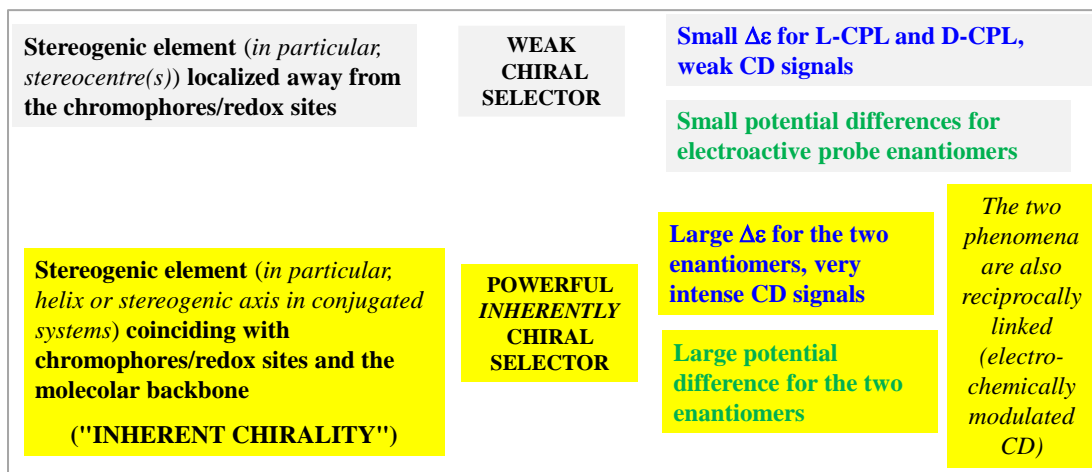 Stereogenic element (in particular,
stereocentre(s)) localized away from
the chromophores/redox sites
WEAK
CHIRAL
SELECTOR
Small Δε for L-CPL and D-CPL,
weak CD signals
Small potential differences for
electroactive probe enantiomers
Stereogenic element (in particular,
helix or stereogenic axis in conjugated
systems) coinciding with
chromophores/redox sites and the
molecular backbone
("INHERENT CHIRALITY")
POWERFUL
INHERENTLY
CHIRAL
SELECTOR
Large Δε for the two
enantiomers, very
intense CD signals
Large potential
difference for the two
enantiomers
The two
phenomena
are also
reciprocally
linked
(electro-
chemically
modulated
CD)